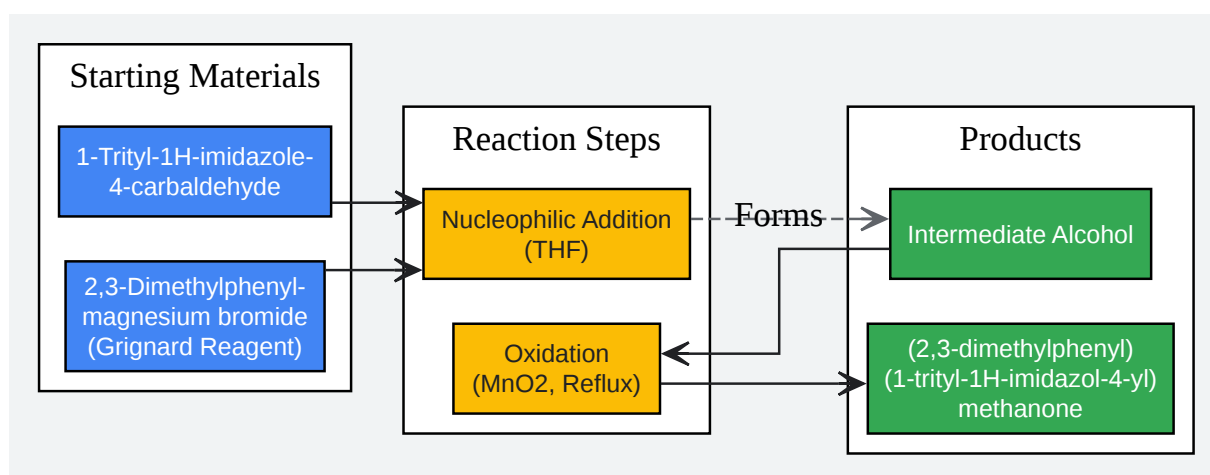 Starting Materials
1-Trityl-1H-imidazole-
4-carbaldehyde
2,3-Dimethylphenyl-
magnesium bromide
(Grignard Reagent)
Reaction Steps
Nucleophilic Addition
(THF)
Forms
Oxidation
(MnO2, Reflux)
Products
Intermediate Alcohol
(2,3-dimethylphenyl)
(1-trityl-1H-imidazol-4-yl)
methanone